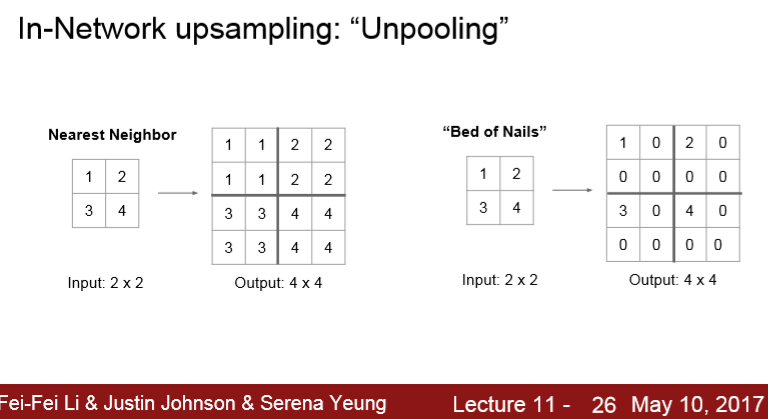 In-Network upsampling: “Unpooling”
Nearest Neighbor
1 2
3 4
Input: 2 x 2
1 1 2 2
1 1 2 2
3 3 4 4
3 3 4 4
Output: 4 x 4
“Bed of Nails”
1 2
3 4
Input: 2 x 2
1 0 2 0
0 0 0 0
3 0 4 0
0 0 0 0
Output: 4 x 4
Fei-Fei Li & Justin Johnson & Serena Yeung
Lecture 11 - 26 May 10, 2017